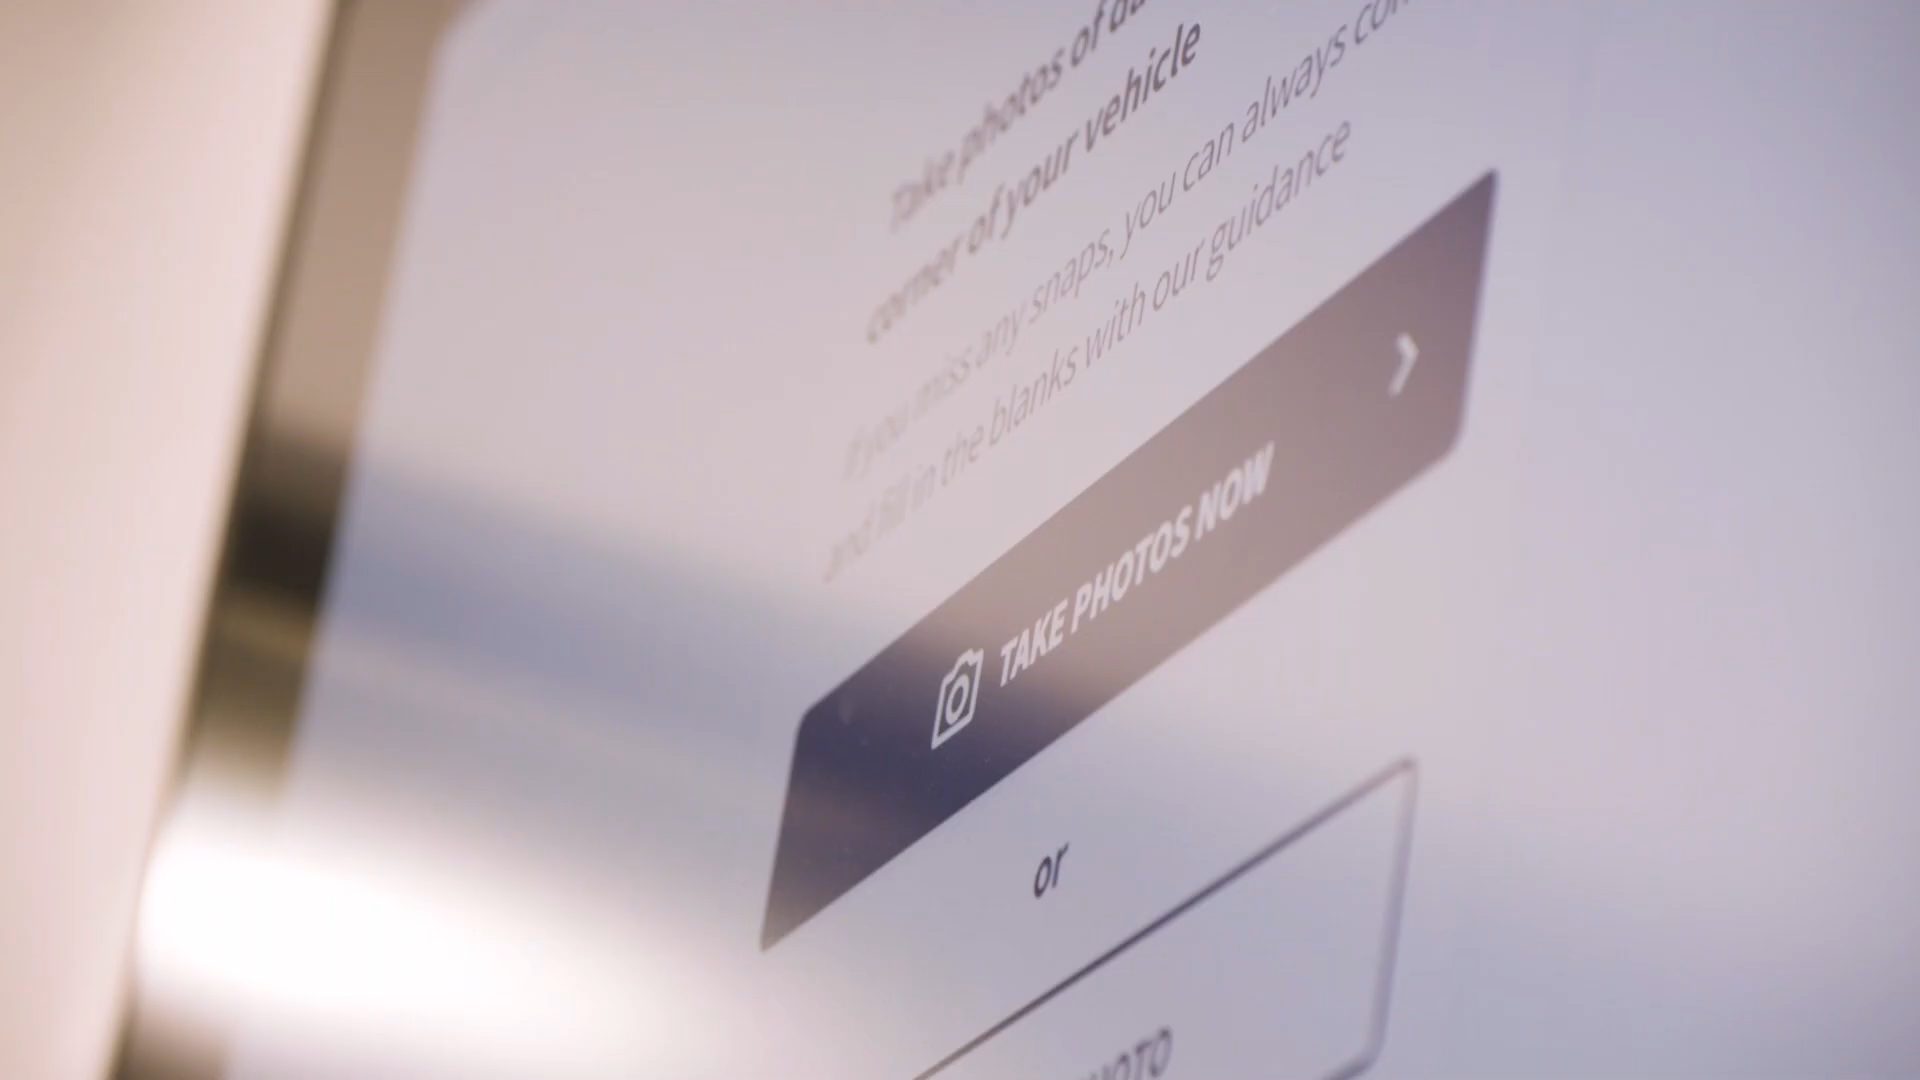 Take photos of
corner of your vehicle
If you miss any snaps, you can always
and fill in the blanks with our guidance
TAKE PHOTOS NOW
or